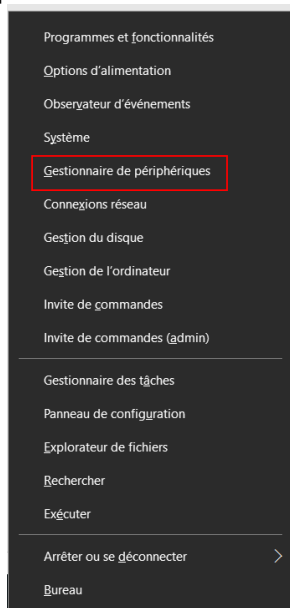 Programmes et fonctionnalités
Options d'alimentation
Observateur d'événements
Système
Gestionnaire de périphériques
Connexions réseau
Gestion du disque
Gestion de l'ordinateur
Invite de commandes
Invite de commandes (admin)
Gestionnaire des tâches
Panneau de configuration
Explorateur de fichiers
Rechercher
Exécuter
Arrêter ou se déconnecter
Bureau